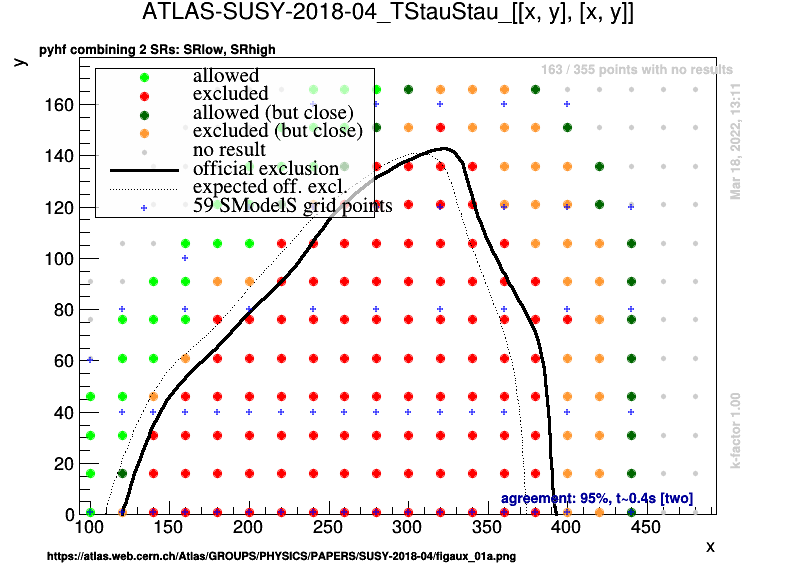 ATLAS-SUSY-2018-04_TStauStau_[[x, y], [x, y]]
pyhf combining 2 SRs: SRlow, SRhigh
y
163 / 355 points with no results
allowed
excluded
allowed (but close)
excluded (but close)
no result
official exclusion
expected off. excl.
59 SModelS grid points
160
140
120
100
80
60
40
20
0
Mar 18, 2022, 13:11
k-factor 1.00
agreement: 95%, t~0.4s [two]
100 150 200 250 300 350 400 450
x
https://atlas.web.cern.ch/Atlas/GROUPS/PHYSICS/PAPERS/SUSY-2018-04/figaux_01a.png